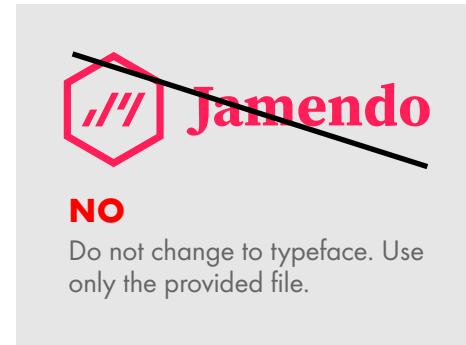 Jamendo
NO
Do not change to typeface. Use
only the provided file.